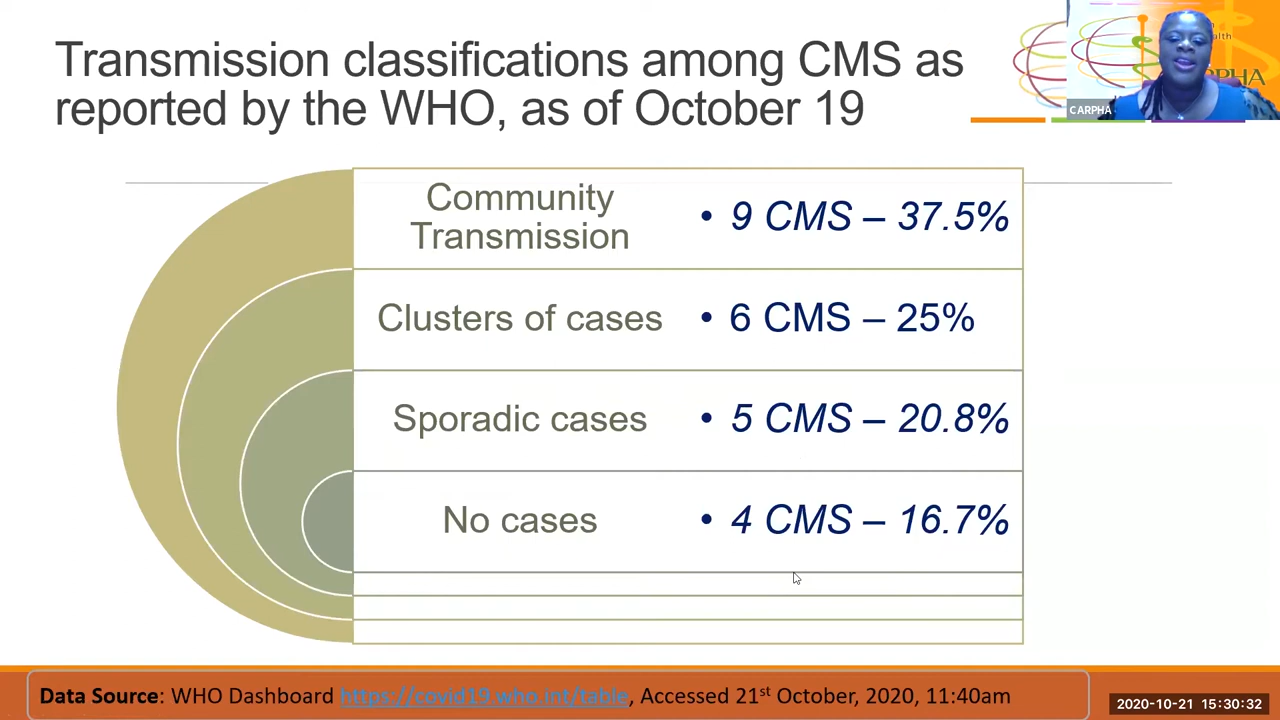 Transmission classifications among CMS as
reported by the WHO, as of October 19
CARPHA
Community
Transmission
• 9 CMS – 37.5%
Clusters of cases
• 6 CMS – 25%
Sporadic cases
• 5 CMS – 20.8%
No cases
• 4 CMS – 16.7%
Data Source: WHO Dashboard https://covid19.who.int/table, Accessed 21st October, 2020, 11:40am
2020-10-21 15:30:32